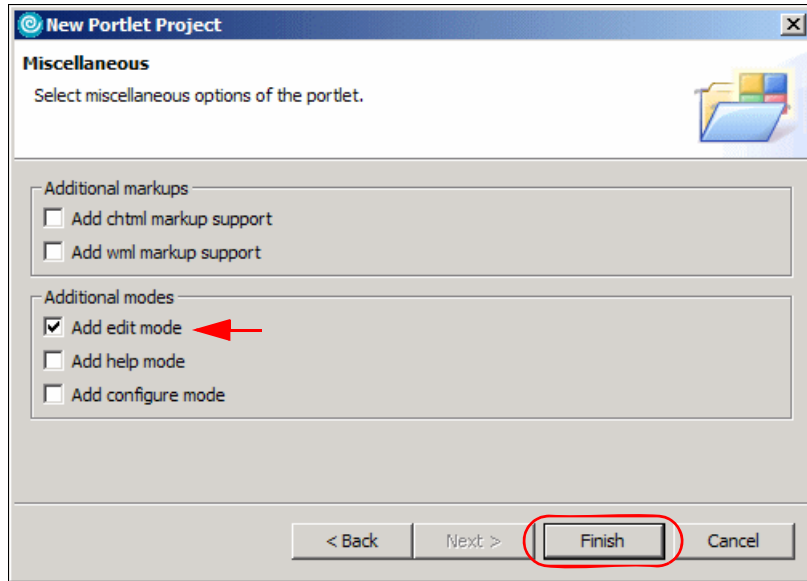 New Portlet Project
Miscellaneous
Select miscellaneous options of the portlet.
Additional markups
Add chtml markup support
Add wml markup support
Additional modes
Add edit mode
Add help mode
Add configure mode
< Back Next > Finish Cancel